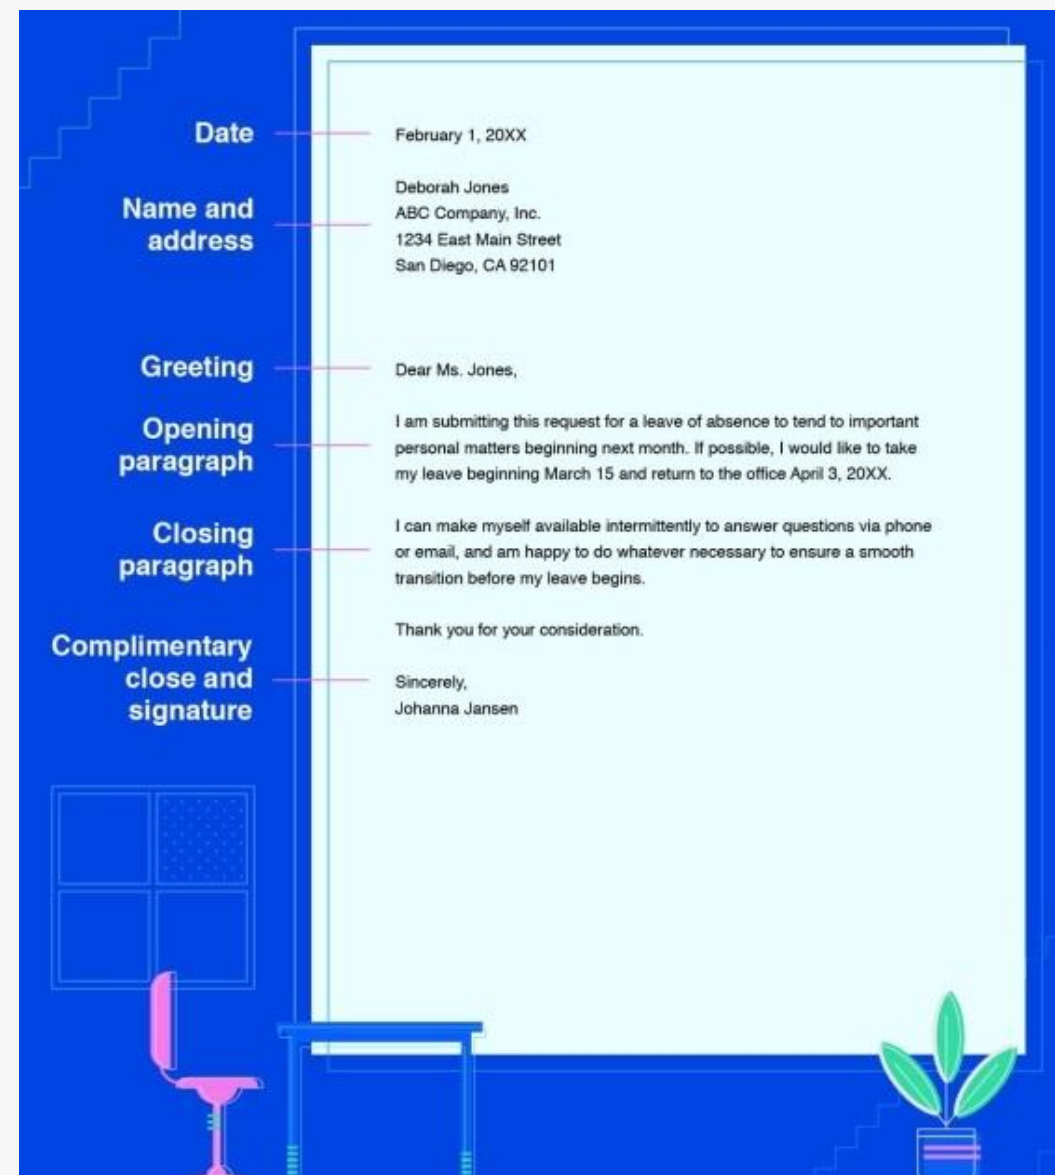 Date
February 1, 20XX
Name and
address
Deborah Jones
ABC Company, Inc.
1234 East Main Street
San Diego, CA 92101
Greeting
Dear Ms. Jones,
Opening
paragraph
I am submitting this request for a leave of absence to tend to important
personal matters beginning next month. If possible, I would like to take
my leave beginning March 15 and return to the office April 3, 20XX.
Closing
paragraph
I can make myself available intermittently to answer questions via phone
or email, and am happy to do whatever necessary to ensure a smooth
transition before my leave begins.
Thank you for your consideration.
Complimentary
close and
signature
Sincerely,
Johanna Jansen